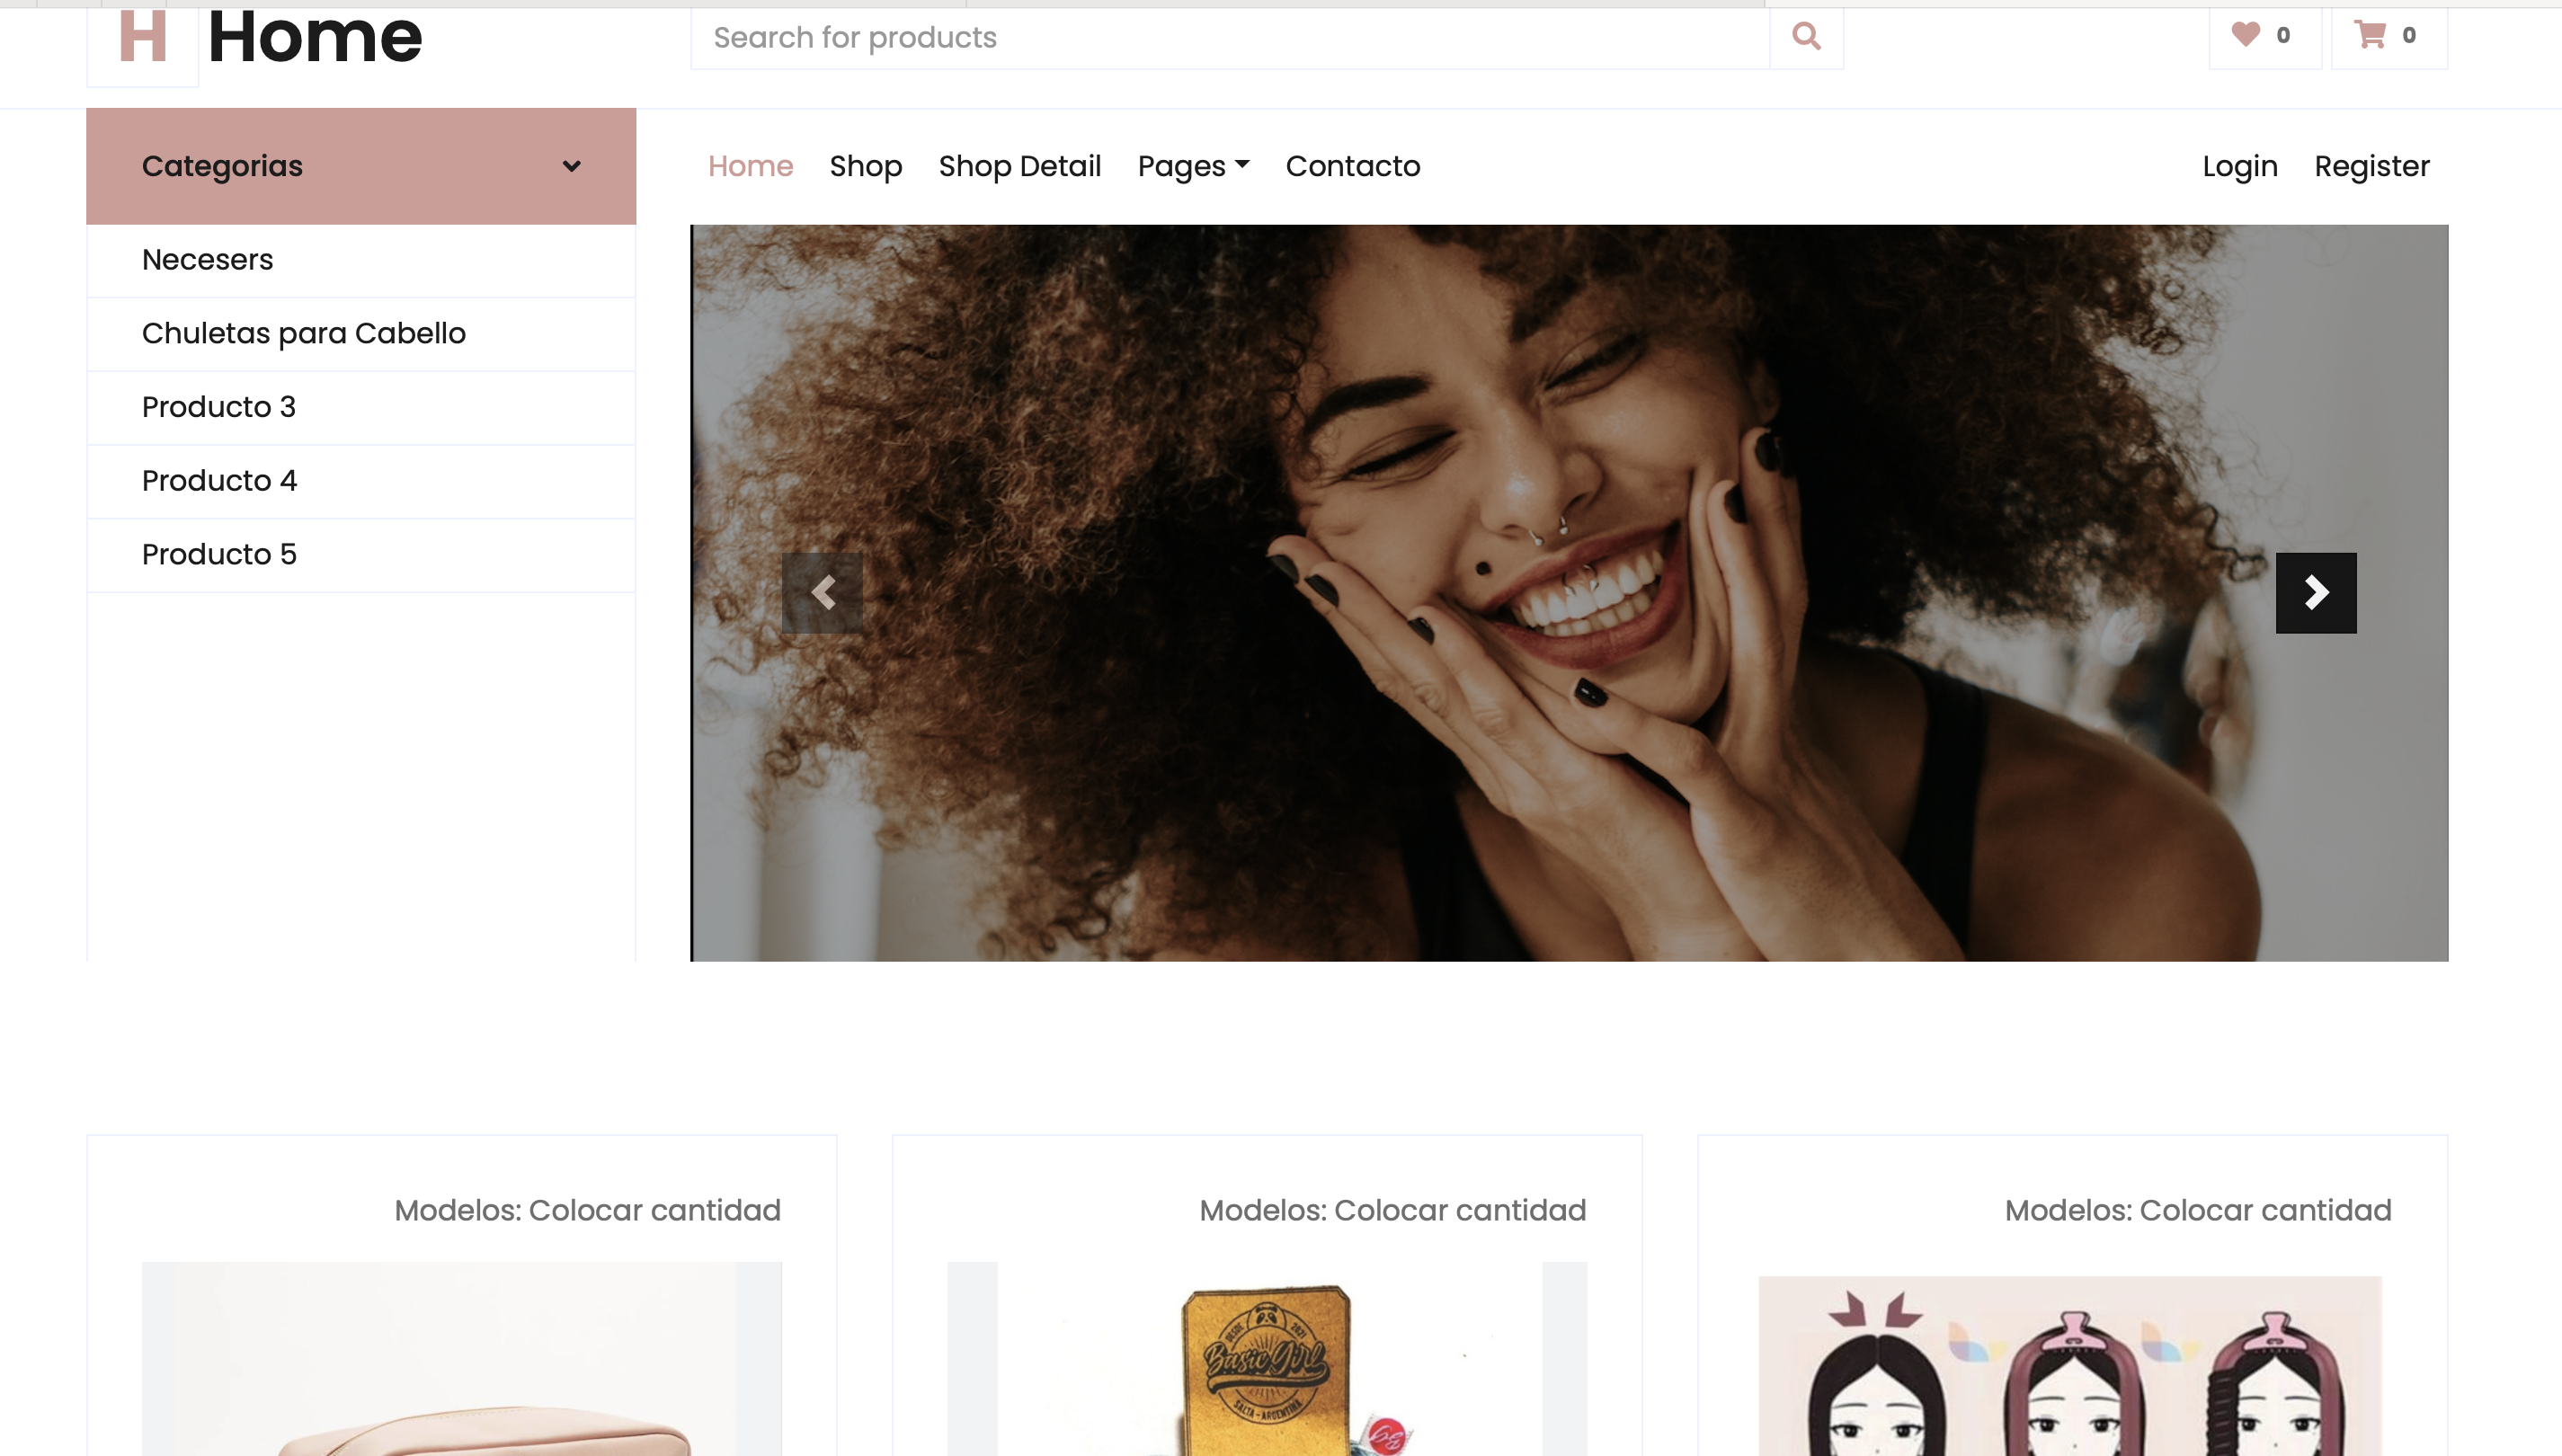 H Home
Search for products
0
0
Categorias
Home Shop Shop Detail Pages Contacto
Login Register
Necesers
Chuletas para Cabello
Producto 3
Producto 4
Producto 5
Modelos: Colocar cantidad
Modelos: Colocar cantidad
Modelos: Colocar cantidad
DESDE 2021
Basic Girl
SALTA - ARGENTINA